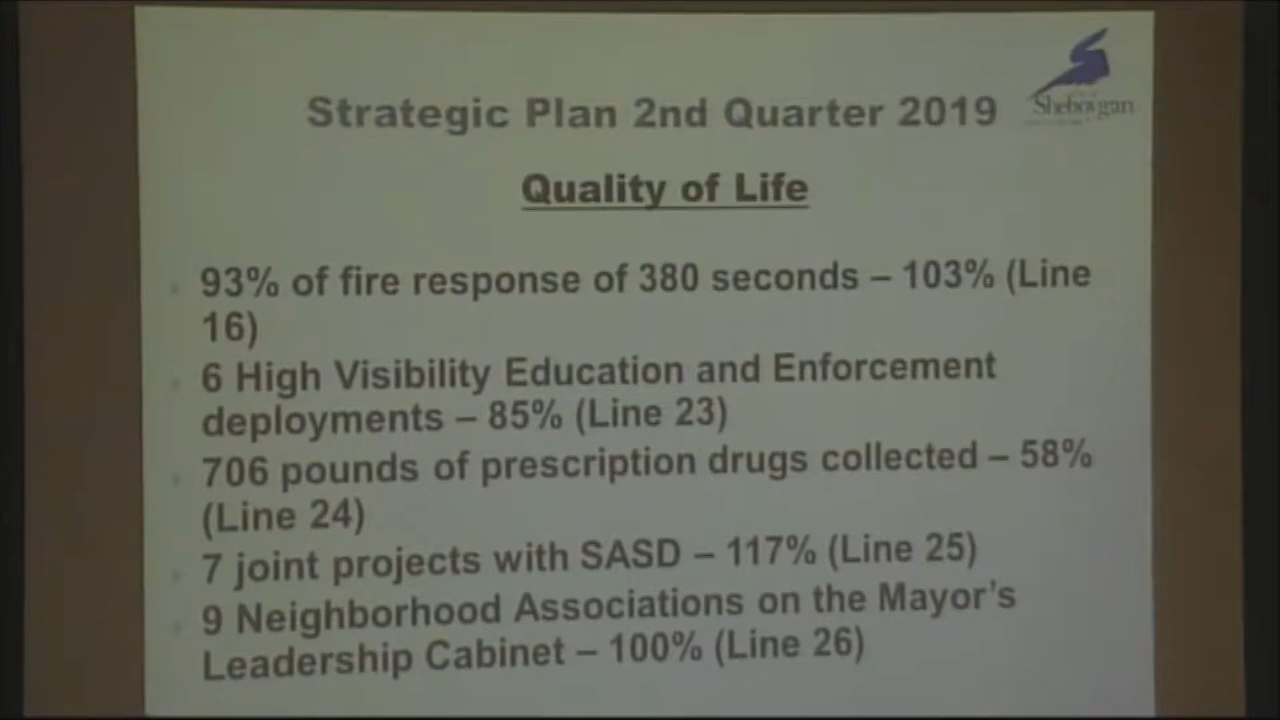 Strategic Plan 2nd Quarter 2019
Sheboygan
Quality of Life
93% of fire response of 380 seconds – 103% (Line
16)
6 High Visibility Education and Enforcement
deployments – 85% (Line 23)
706 pounds of prescription drugs collected – 58%
(Line 24)
7 joint projects with SASD – 117% (Line 25)
9 Neighborhood Associations on the Mayor's
Leadership Cabinet – 100% (Line 26)